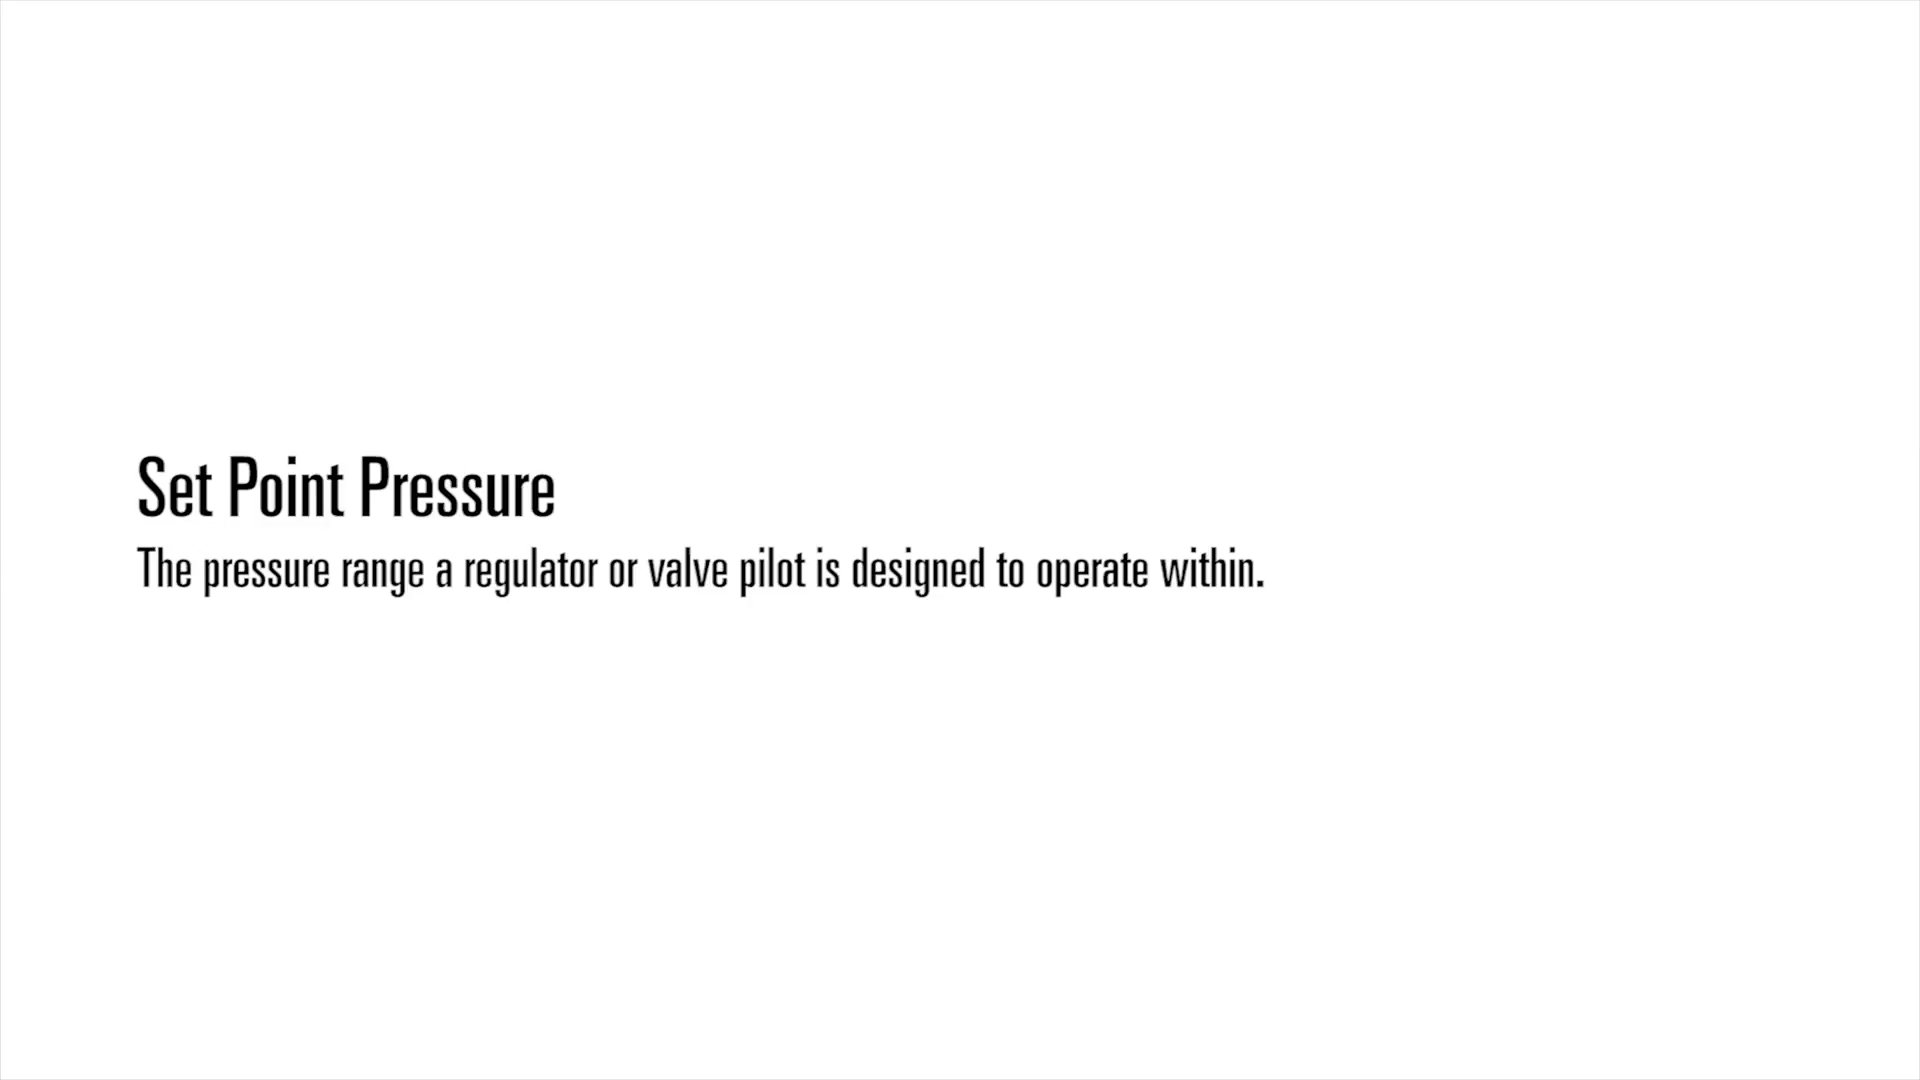 Set Point Pressure
The pressure range a regulator or valve pilot is designed to operate within.